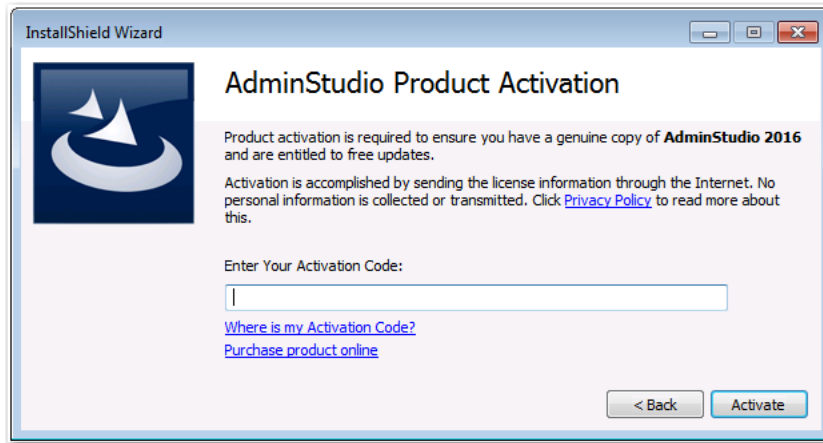 InstallShield Wizard
AdminStudio Product Activation
Product activation is required to ensure you have a genuine copy of AdminStudio 2016
and are entitled to free updates.
Activation is accomplished by sending the license information through the Internet. No
personal information is collected or transmitted. Click Privacy Policy to read more about
this.
Enter Your Activation Code:
Where is my Activation Code?
Purchase product online
< Back
Activate